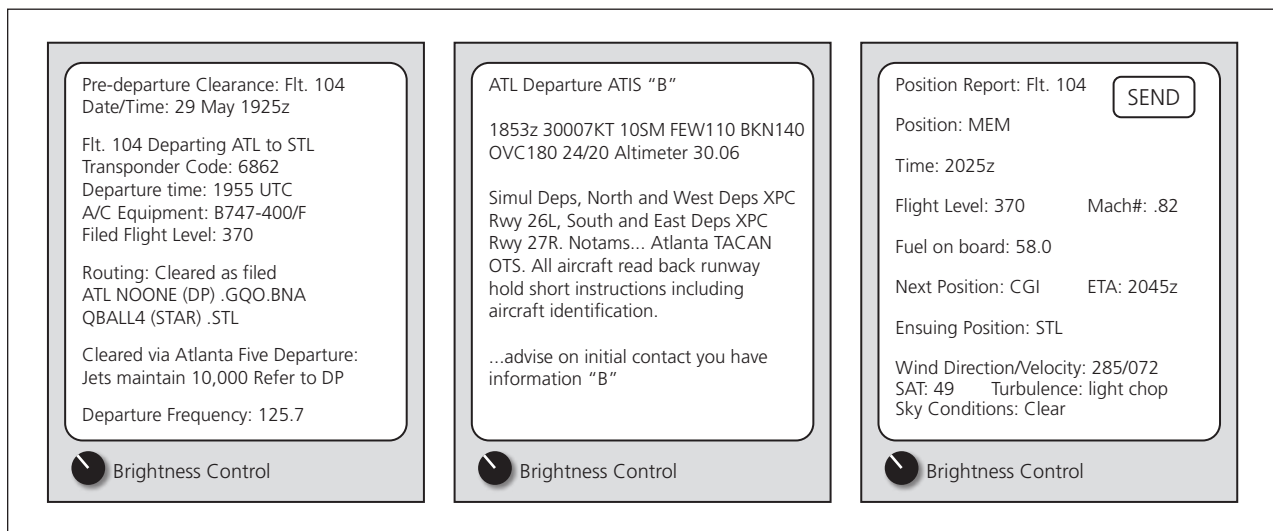 Pre-departure Clearance: Flt. 104
Date/Time: 29 May 1925z
Flt. 104 Departing ATL to STL
Transponder Code: 6862
Departure time: 1955 UTC
A/C Equipment: B747-400/F
Filed Flight Level: 370
Routing: Cleared as filed
ATL NOONE (DP) .GQO.BNA
QBALL4 (STAR) .STL
Cleared via Atlanta Five Departure:
Jets maintain 10,000 Refer to DP
Departure Frequency: 125.7
Brightness Control
ATL Departure ATIS “B”
1853z 30007KT 10SM FEW110 BKN140
OVC180 24/20 Altimeter 30.06
Simul Deps, North and West Deps XPC
Rwy 26L, South and East Deps XPC
Rwy 27R. Notams... Atlanta TACAN
OTS. All aircraft read back runway
hold short instructions including
aircraft identification.
...advise on initial contact you have
information “B”
Brightness Control
Position Report: Flt. 104
SEND
Position: MEM
Time: 2025z
Flight Level: 370 Mach#: .82
Fuel on board: 58.0
Next Position: CGI ETA: 2045z
Ensuing Position: STL
Wind Direction/Velocity: 285/072
SAT: 49 Turbulence: light chop
Sky Conditions: Clear
Brightness Control